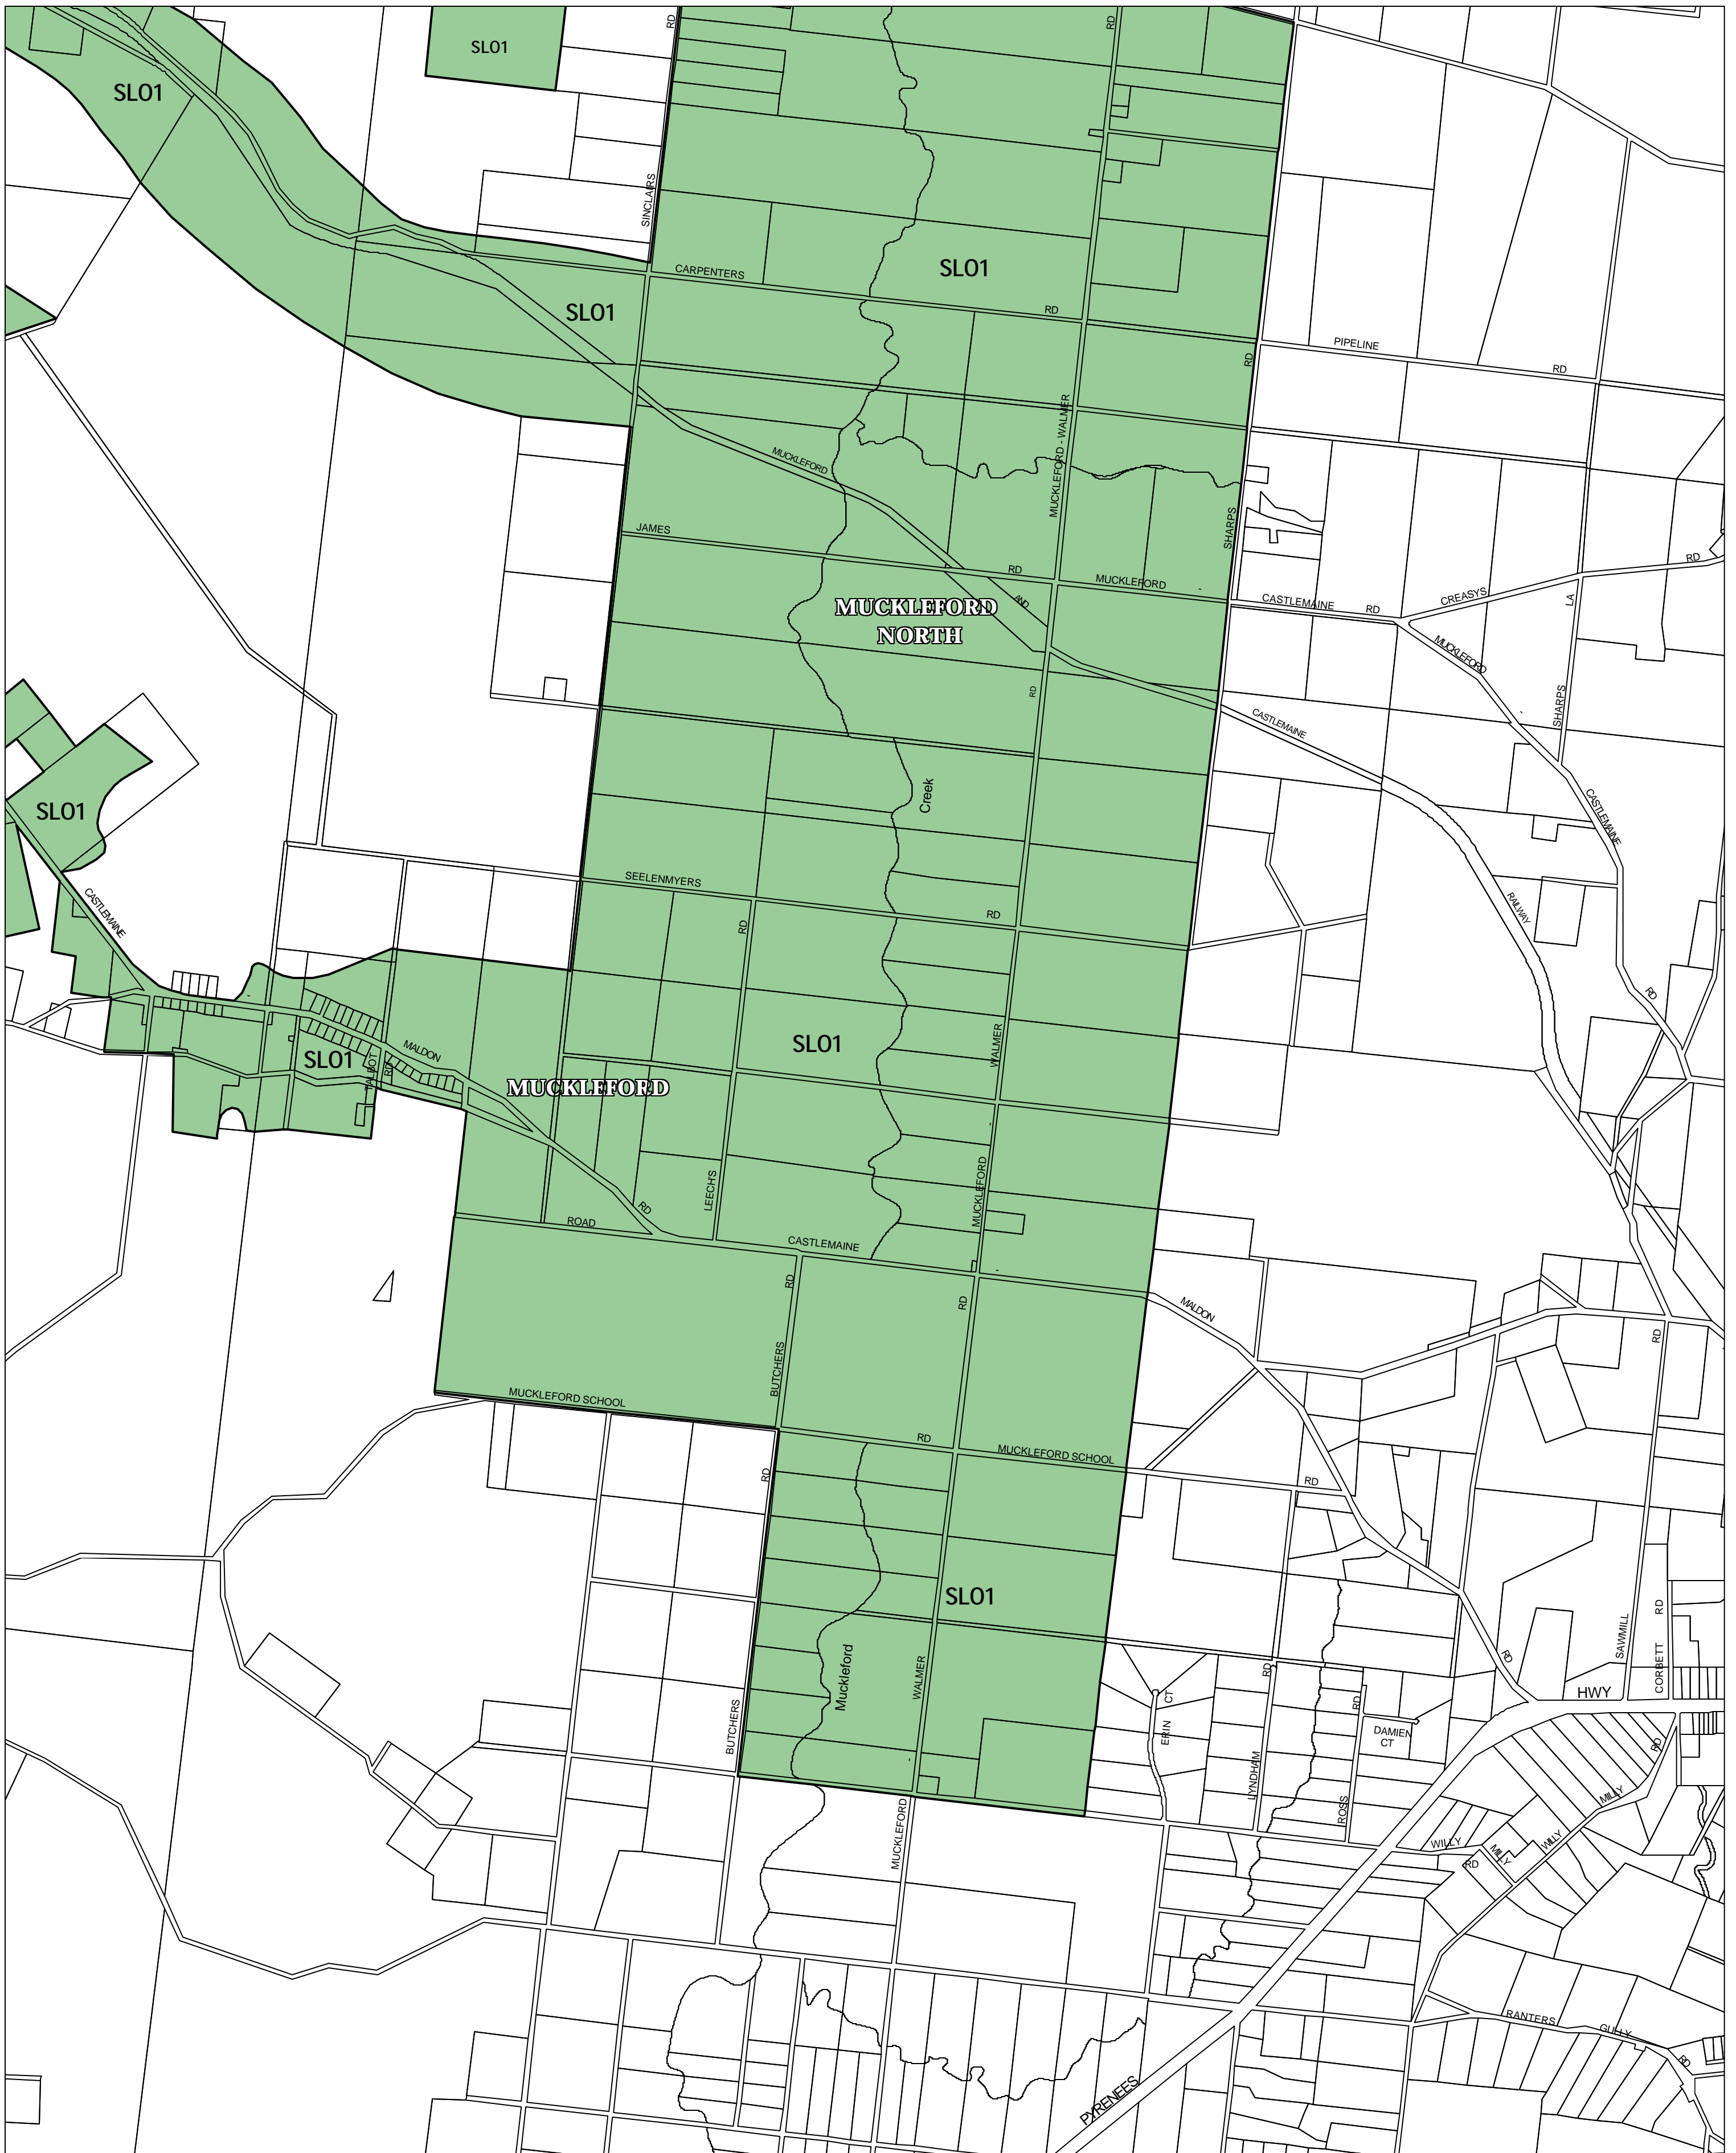 RD
RD
SLO1
SLO1
SINCLAIRS
SLO1
CARPENTERS
RD
SLO1
PIPELINE
RD
RD
MUCKLEFORD - WALMER
MUCKLEFORD
SHARPS
JAMES
RD
AND
MUCKLEFORD
-
CASTLEMAINE
RD
CREASYS
RD
LA
MUCKLEFORD
NORTH
MUCKLEFORD
-
SHARPS
RD
CASTLEMAINE
CASTLEMAINE
Creek
SLO1
CASTLEMAINE
SEELENMYERS
RD
RD
RAILWAY
RD
-
SLO1
WALMER
SLO1
TALBOT
RD
MALDON
MUCKLEFORD
-
MUCKLEFORD
LEECH'S
RD
ROAD
CASTLEMAINE
-
RD
RD
MALDON
RD
BUTCHERS
MUCKLEFORD SCHOOL
RD
MUCKLEFORD SCHOOL
RD
RD
SLO1
RD
SAWMILL
CORBETT
Muckleford
WALMER
RD
RD
RD
HWY
CT
ERIN
DAMIEN
CT
BUTCHERS
-
LYNDHAM
ROSS
RD
MILLY
MUCKLEFORD
WILLY
MILLY
WILLY
RD
RANTERS
GULLY
RD
PYRENEES